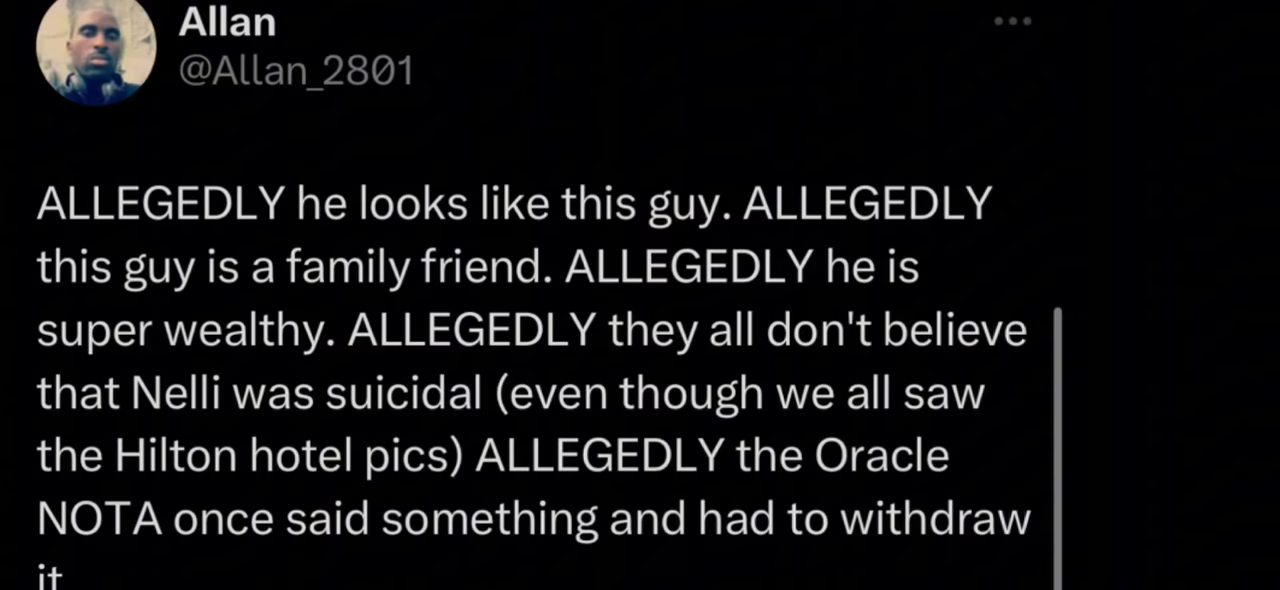 Allan
@Allan_2801
ALLEGEDLY he looks like this guy. ALLEGEDLY
this guy is a family friend. ALLEGEDLY he is
super wealthy. ALLEGEDLY they all don't believe
that Nelli was suicidal (even though we all saw
the Hilton hotel pics) ALLEGEDLY the Oracle
NOTA once said something and had to withdraw
it